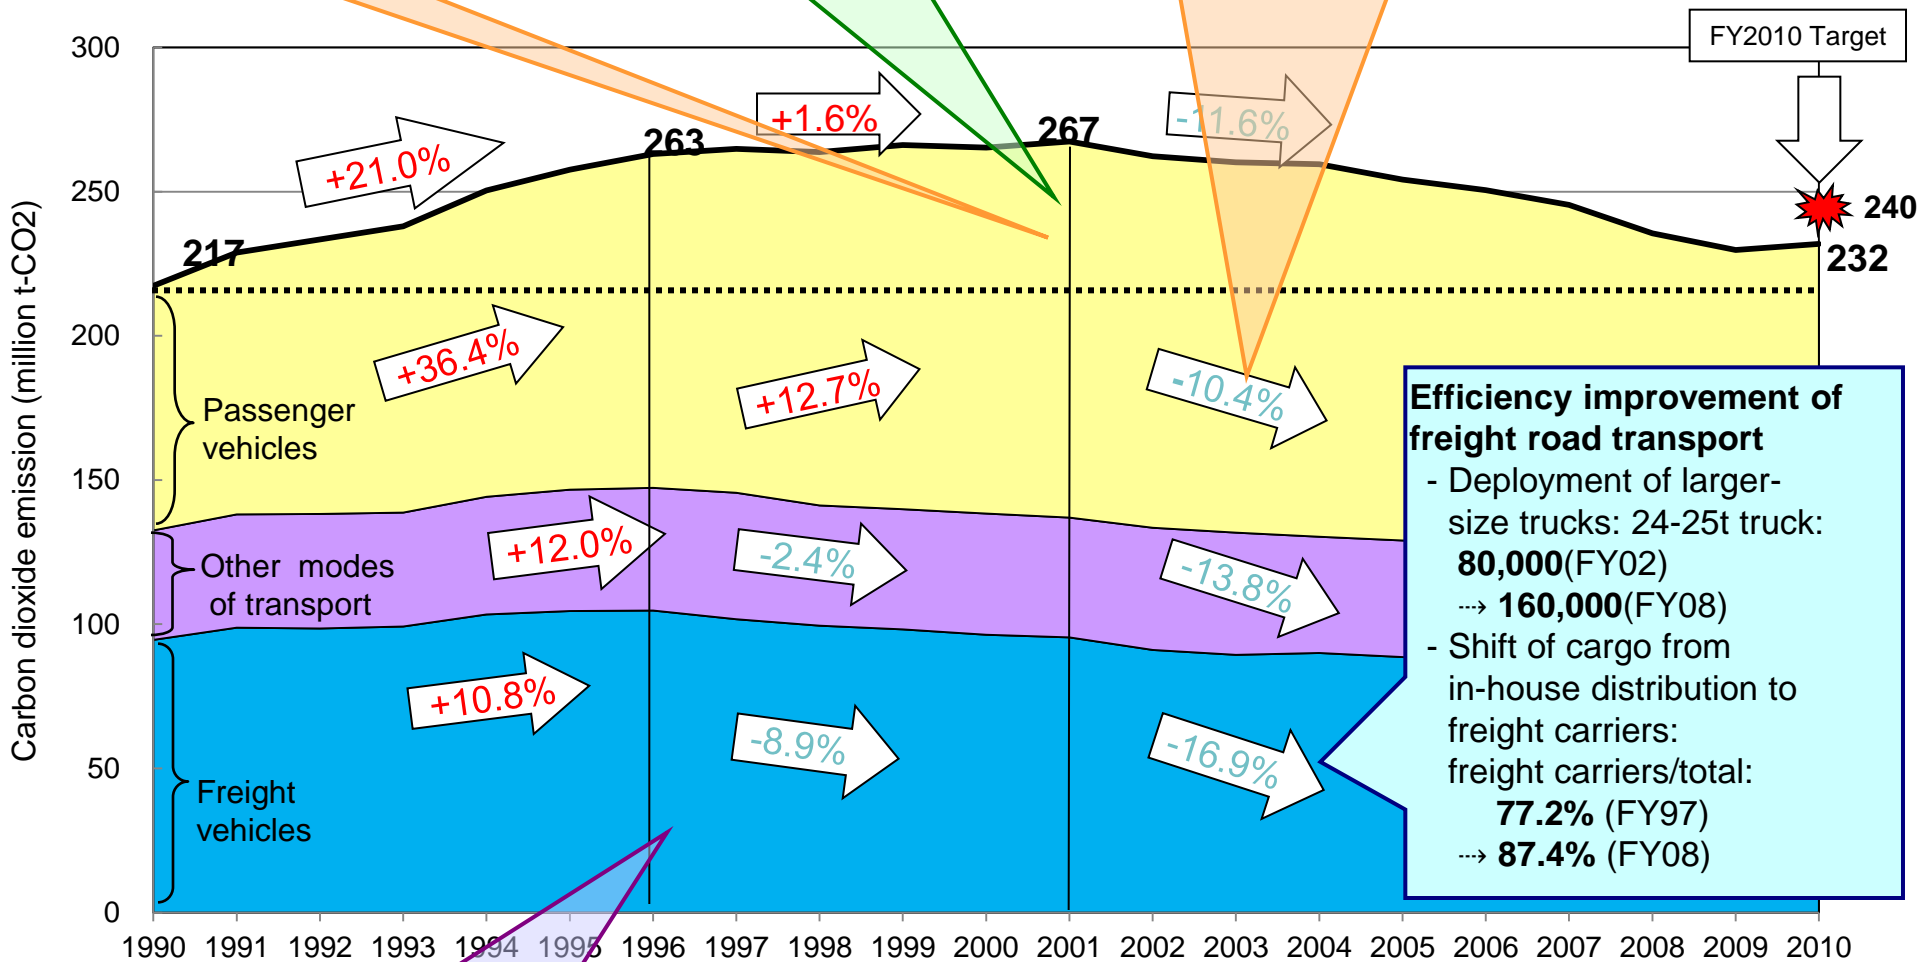 FY2010 Target
300
250
200
150
100
50
0
Carbon dioxide emission (million t-CO2)
+21.0%
+1.6%
-11.6%
217
263
267
240
232
+36.4%
+12.7%
-10.4%
Passenger
vehicles
+12.0%
-2.4%
-13.8%
Other modes
of transport
+10.8%
-8.9%
-16.9%
Freight
vehicles
Efficiency improvement of
freight road transport
- Deployment of larger-
size trucks: 24-25t truck:
80,000(FY02)
⇢ 160,000(FY08)
- Shift of cargo from
in-house distribution to
freight carriers:
freight carriers/total:
77.2% (FY97)
⇢ 87.4% (FY08)
1990 1991 1992 1993 1994 1995 1996 1997 1998 1999 2000 2001 2002 2003 2004 2005 2006 2007 2008 2009 2010